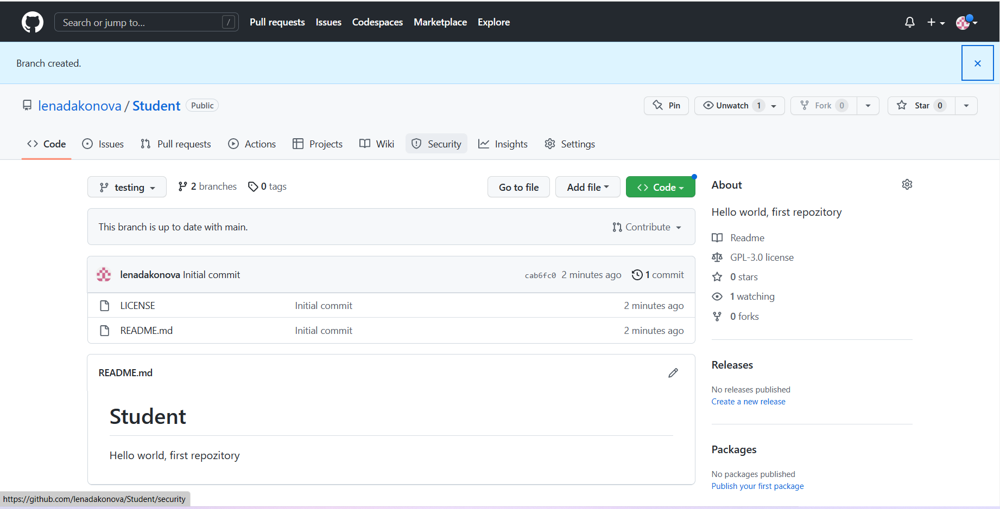 Search or jump to... / Pull requests Issues Codespaces Marketplace Explore
Branch created.
lenadakonova / Student Public Pin Unwatch 1 Fork 0 Star 0
Code Issues Pull requests Actions Projects Wiki Security Insights Settings
testing 2 branches 0 tags Go to file Add file Code
This branch is up to date with main. Contribute
lenadakonova Initial commit cab6fc0 2 minutes ago 1 commit
LICENSE Initial commit 2 minutes ago
README.md Initial commit 2 minutes ago
README.md
Student
Hello world, first repozitory
About
Hello world, first repozitory
Readme
GPL-3.0 license
0 stars
1 watching
0 forks
Releases
No releases published
Create a new release
Packages
No packages published
Publish your first package
https://github.com/lenadakonova/Student/security